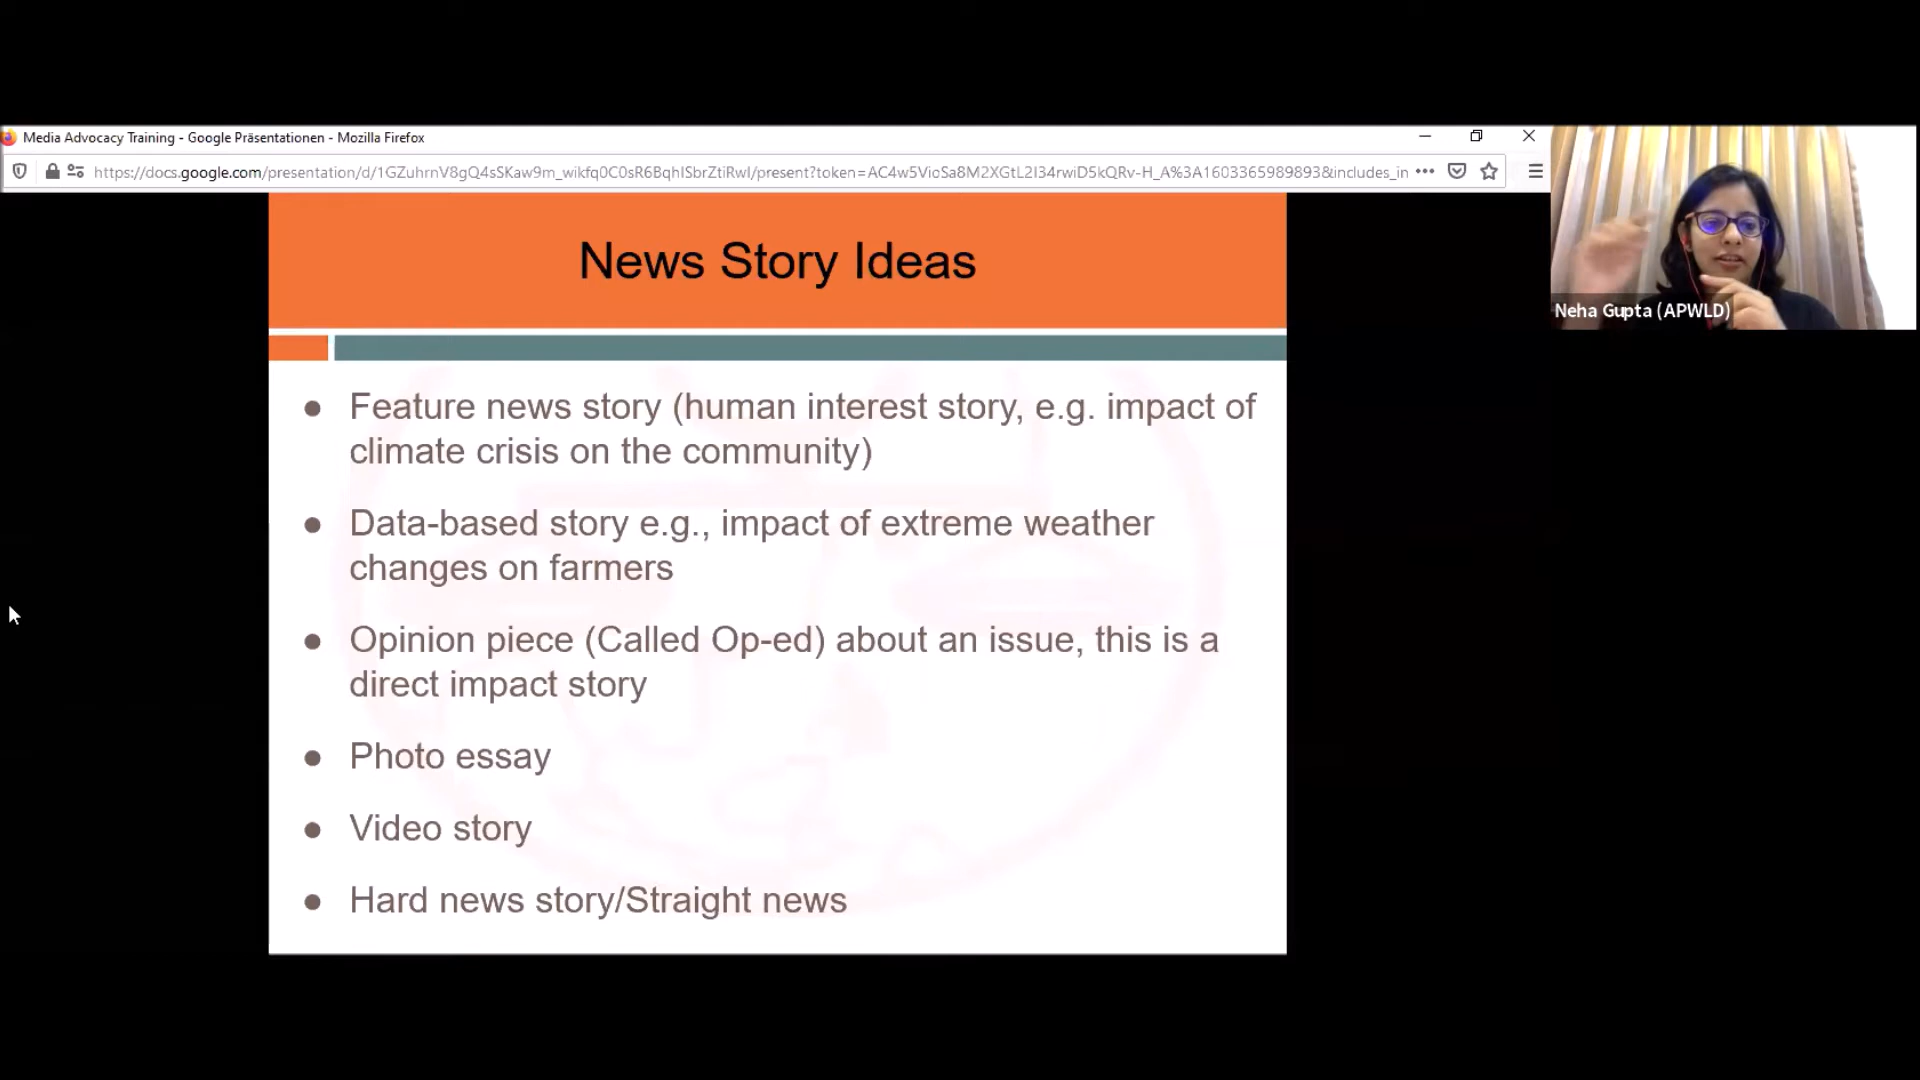 Media Advocacy Training - Google Präsentationen - Mozilla Firefox
https://docs.google.com/presentation/d/1GZuhrnV8gQ4sSKaw9m_wikfq0C0sR6BqhISbrZtiRwI/present?token=AC4w5VioSa8M2XGtL2I34rwiD5kQRv-H_A%3A1603365989893&includes_in
Neha Gupta (APWLD)
News Story Ideas
● Feature news story (human interest story, e.g. impact of
climate crisis on the community)
● Data-based story e.g., impact of extreme weather
changes on farmers
● Opinion piece (Called Op-ed) about an issue, this is a
direct impact story
● Photo essay
● Video story
● Hard news story/Straight news